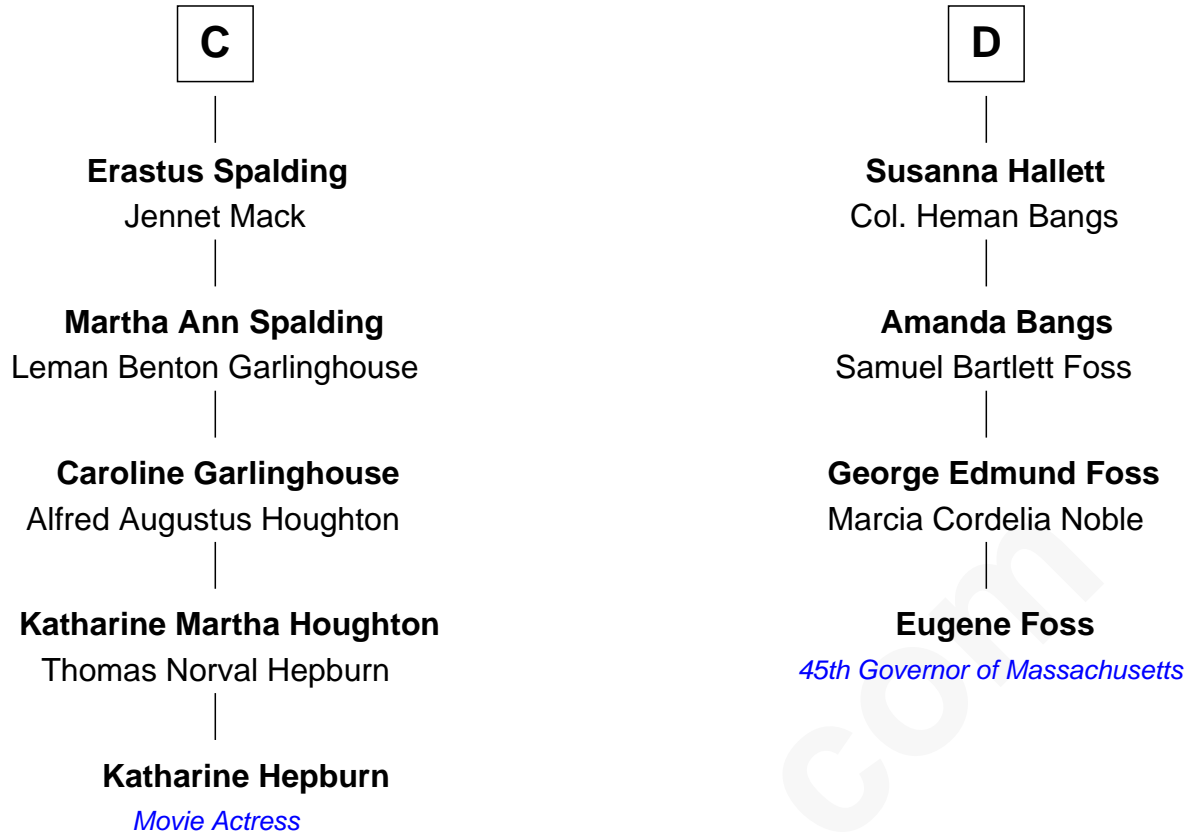 C
Erastus Spalding
Jennet Mack
Martha Ann Spalding
Leman Benton Garlinghouse
Caroline Garlinghouse
Alfred Augustus Houghton
Katharine Martha Houghton
Thomas Norval Hepburn
Katharine Hepburn
Movie Actress
D
Susanna Hallett
Col. Heman Bangs
Amanda Bangs
Samuel Bartlett Foss
George Edmund Foss
Marcia Cordelia Noble
Eugene Foss
45th Governor of Massachusetts
com